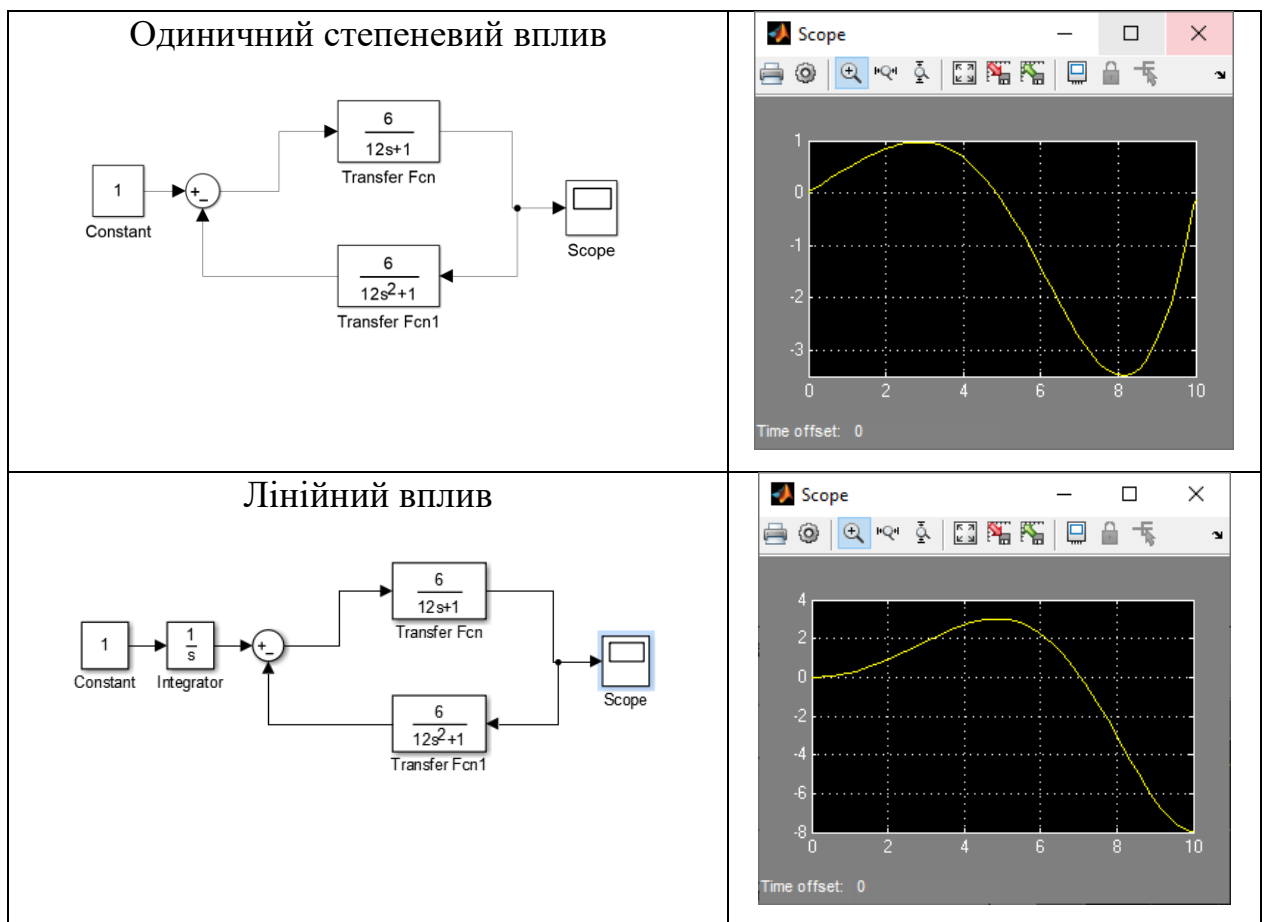 Одиничний степеневий вплив
6
12s+1
Transfer Fcn
1
Constant
+
−
6
12s²+1
Transfer Fcn1
Scope
Scope
1
0
-1
-2
-3
0 2 4 6 8 10
Time offset: 0
Лінійний вплив
6
12s+1
Transfer Fcn
1
Constant
1
s
Integrator
+
−
6
12s²+1
Transfer Fcn1
Scope
Scope
4
2
0
-2
-4
-6
-8
0 2 4 6 8 10
Time offset: 0